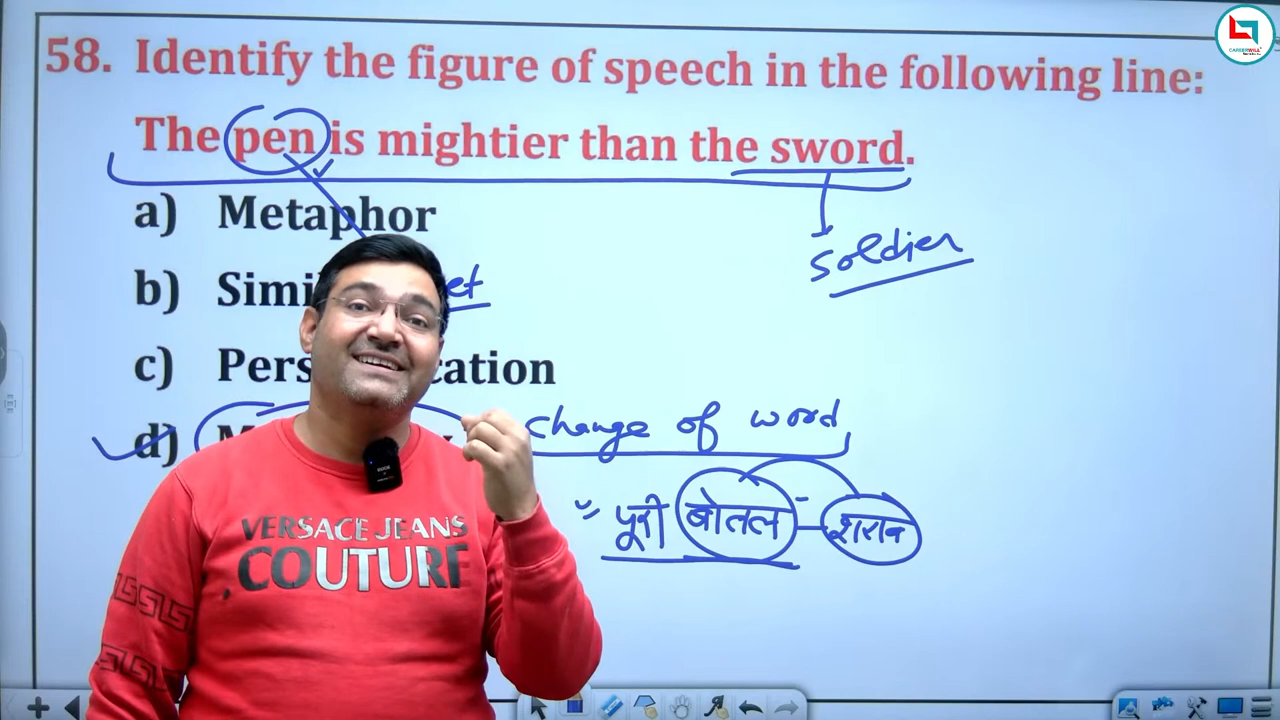 58. Identify the figure of speech in the following line:
The pen is mightier than the sword.
a) Metaphor
soldier
b) Simi
et
c) Pers cation
d) M y
change of word
" पूरी बोतल - शराब
VERSACE JEANS
COUTURE
CAREERWILL